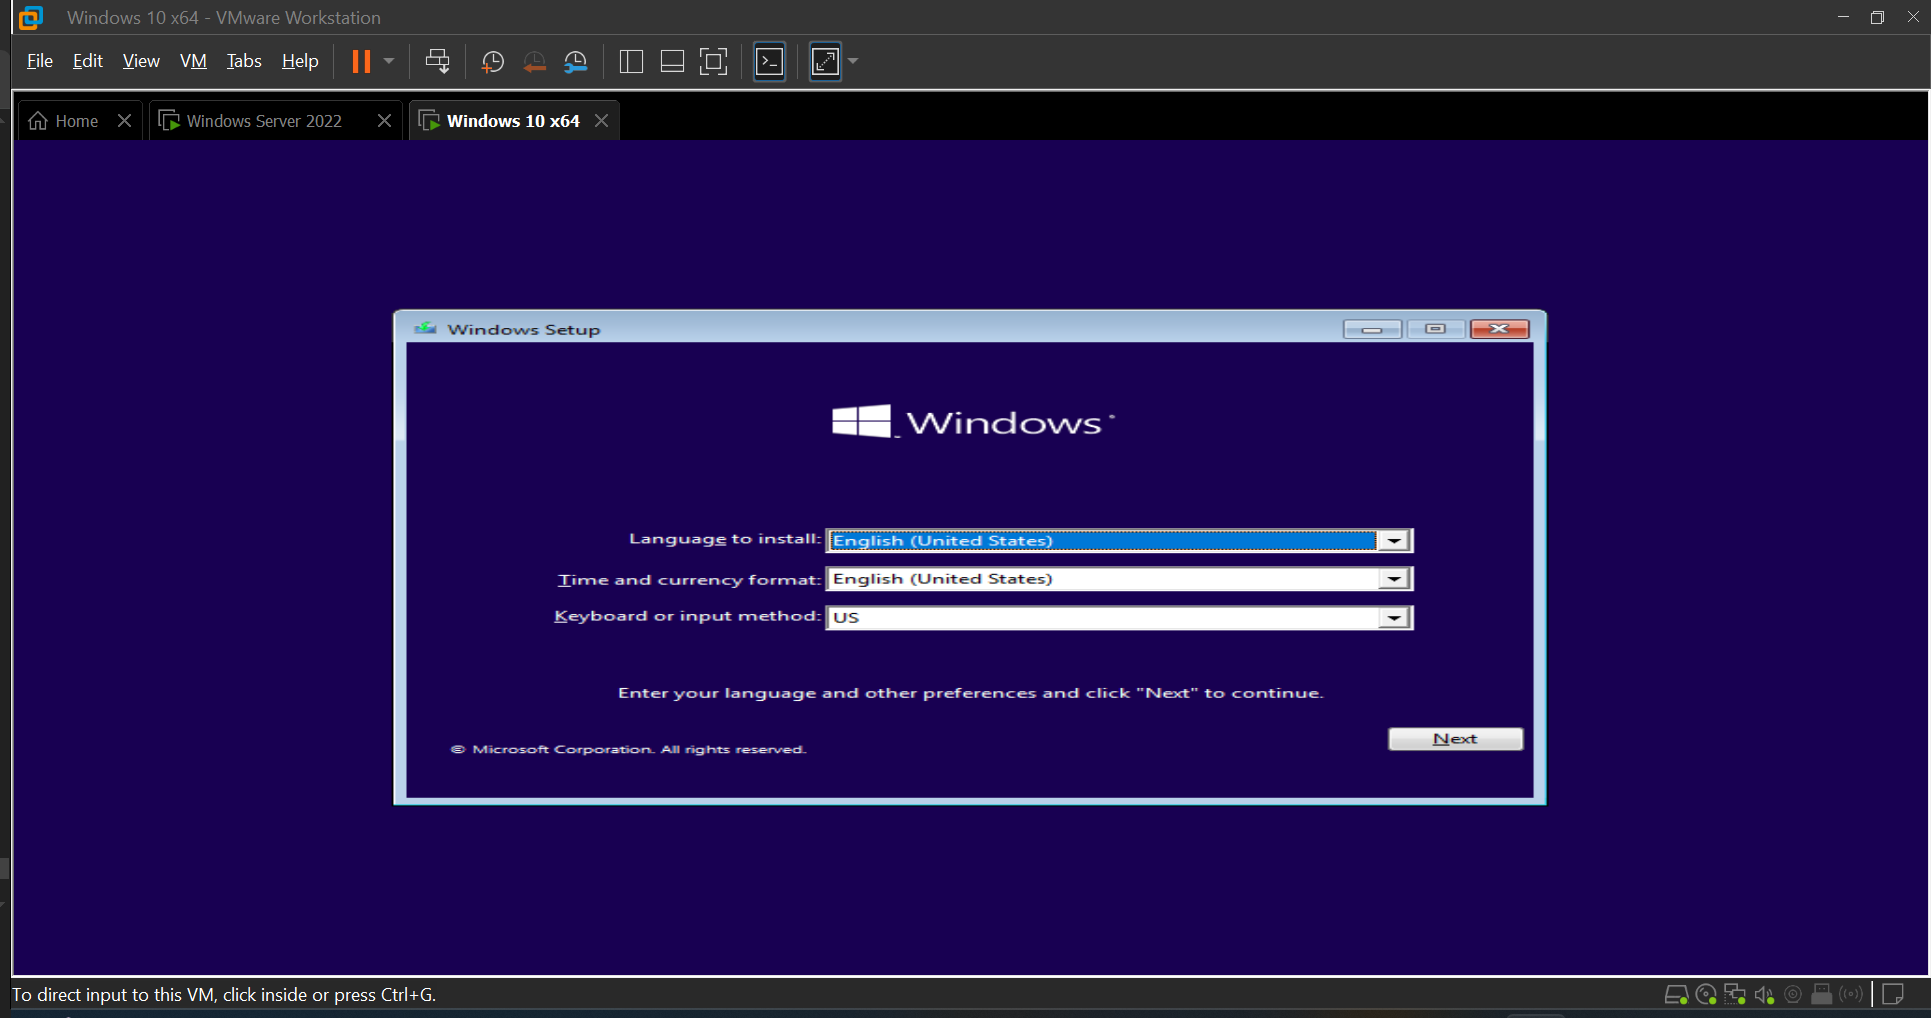 Windows 10 x64 - VMware Workstation
File Edit View VM Tabs Help
Home Windows Server 2022 Windows 10 x64
Windows Setup
Windows
Language to install: English (United States)
Time and currency format: English (United States)
Keyboard or input method: US
Enter your language and other preferences and click "Next" to continue.
Next
© Microsoft Corporation. All rights reserved.
To direct input to this VM, click inside or press Ctrl+G.